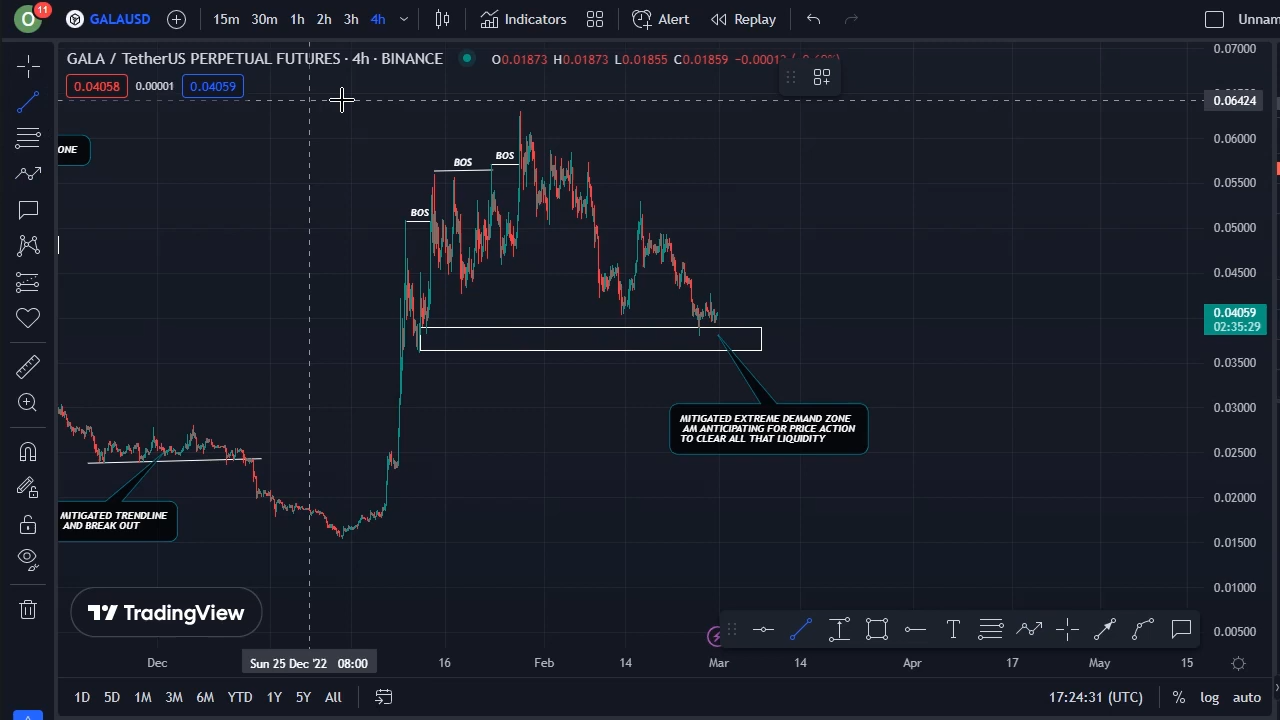 O 11 GALAUSD 15m 30m 1h 2h 3h 4h Indicators Alert Replay Unnam
GALA / TetherUS PERPETUAL FUTURES · 4h · BINANCE O0.01873 H0.01873 L0.01855 C0.01859
0.04058 0.00001 0.04059
0.07000
0.06424
0.06000
0.05500
0.05000
0.04500
0.04059
02:35:29
0.03500
0.03000
0.02500
0.02000
0.01500
0.01000
0.00500
ONE
BOS
BOS
BOS
MITIGATED EXTREME DEMAND ZONE
AM ANTICIPATING FOR PRICE ACTION
TO CLEAR ALL THAT LIQUIDITY
MITIGATED TRENDLINE
AND BREAK OUT
TradingView
T
Dec Sun 25 Dec '22 08:00 16 Feb 14 Mar 14 Apr 17 May 15
1D 5D 1M 3M 6M YTD 1Y 5Y All 17:24:31 (UTC) % log auto